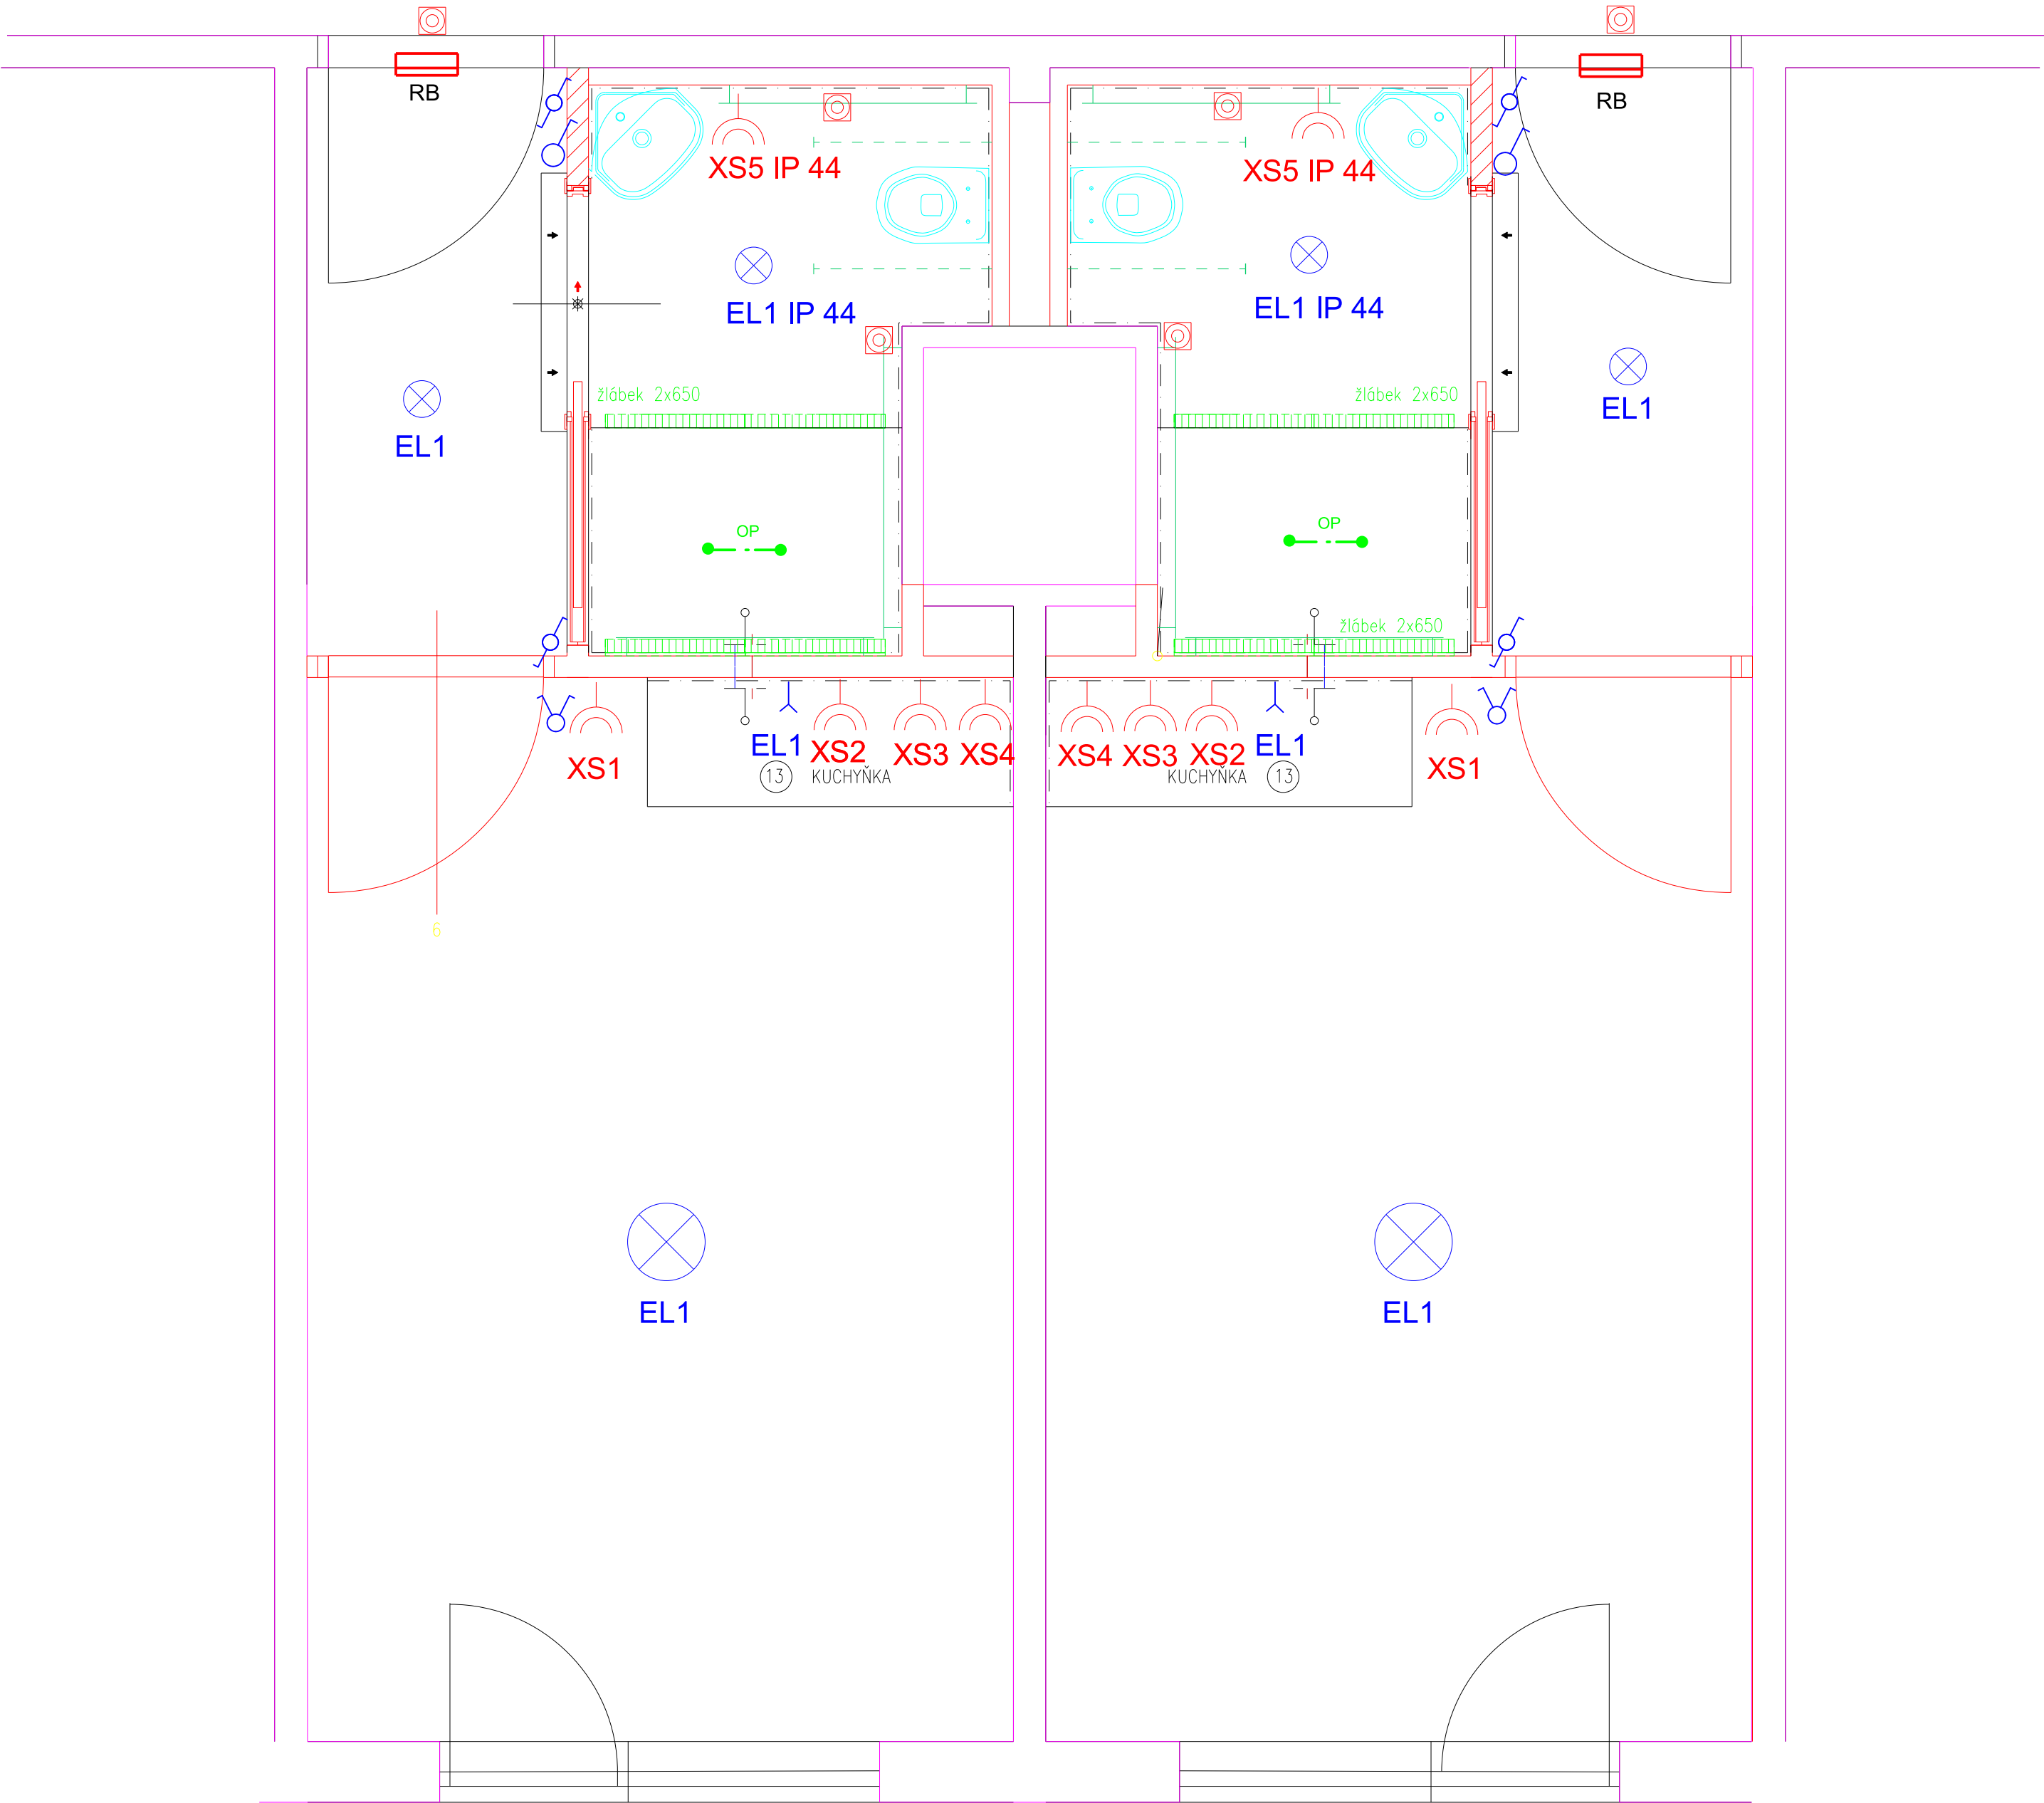 RB
RB
XS5 IP 44
XS5 IP 44
EL1 IP 44
EL1 IP 44
žlábek 2x650
žlábek 2x650
EL1
EL1
OP
OP
žlábek 2x650
XS1
EL1
XS2
XS3
XS4
XS4
XS3
XS2
EL1
XS1
13
KUCHYŇKA
KUCHYŇKA
13
6
EL1
EL1